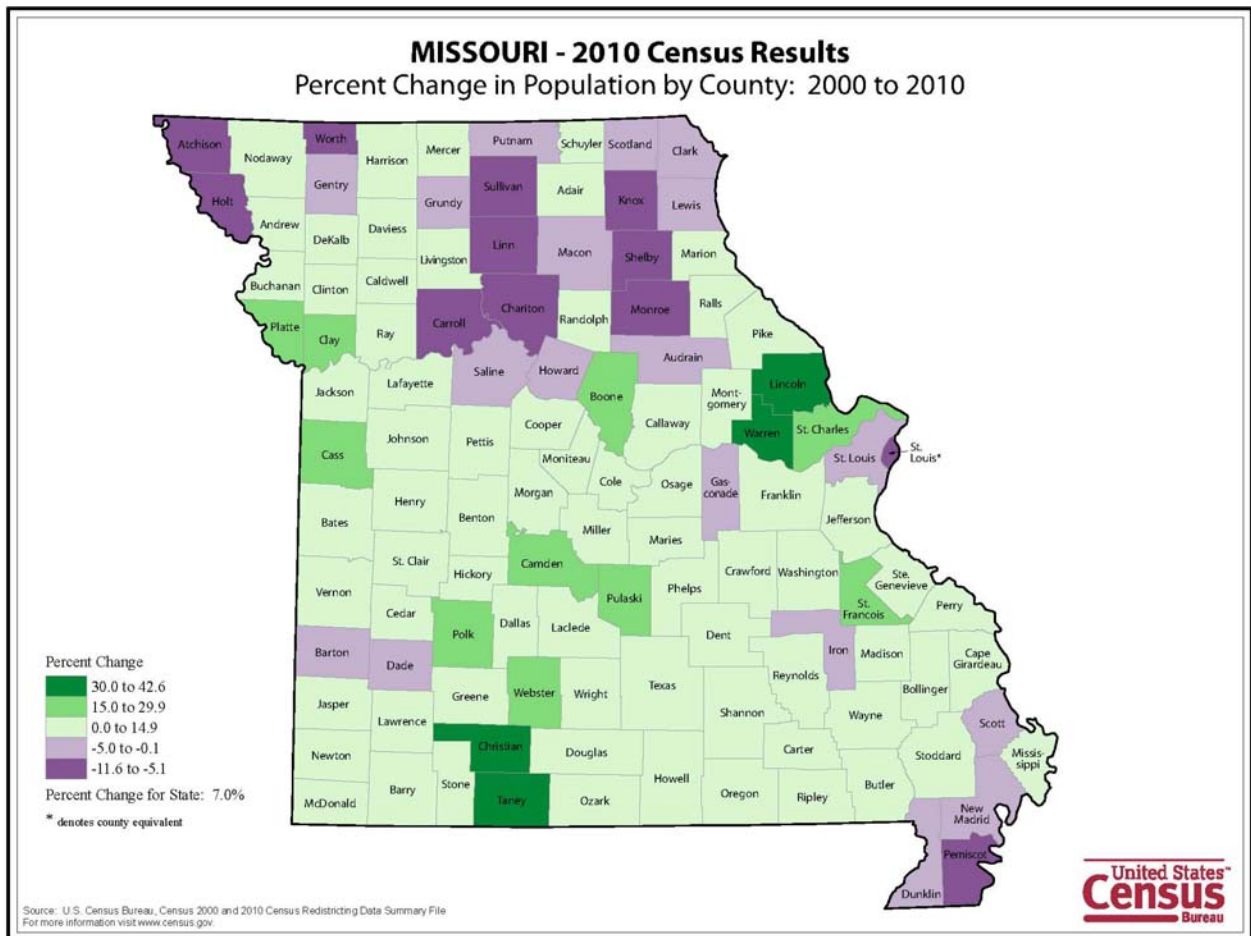 MISSOURI - 2010 Census Results
Percent Change in Population by County: 2000 to 2010
Atchison
Nodaway
Worth
Harrison
Mercer
Putnam
Schuyler
Scotland
Clark
Gentry
Sullivan
Adair
Knox
Lewis
Holt
Grundy
Andrew
DeKalb
Daviess
Linn
Macon
Shelby
Marion
Livingston
Buchanan
Clinton
Caldwell
Chariton
Monroe
Ralls
Carroll
Randolph
Platte
Clay
Ray
Pike
Audrain
Saline
Howard
Lincoln
Jackson
Lafayette
Boone
Mont-
gomery
Callaway
Warren
St. Charles
Cooper
Johnson
Pettis
Cass
St. Louis
St.
Louis*
Moniteau
Cole
Osage
Gas-
conade
Franklin
Morgan
Henry
Benton
Jefferson
Bates
Miller
Maries
St. Clair
Camden
Crawford
Washington
Hickory
Phelps
Ste.
Genevieve
Vernon
Pulaski
St.
Francois
Perry
Cedar
Polk
Dallas
Laclede
Dent
Barton
Dade
Iron
Madison
Cape
Girardeau
Reynolds
Texas
Webster
Wright
Greene
Bollinger
Jasper
Lawrence
Shannon
Wayne
Scott
Christian
Douglas
Carter
Stoddard
Missis-
sippi
Newton
Stone
Howell
Butler
Barry
Taney
Ozark
Oregon
Ripley
McDonald
New
Madrid
Pemiscot
Dunklin
Percent Change
30.0 to 42.6
15.0 to 29.9
0.0 to 14.9
-5.0 to -0.1
-11.6 to -5.1
Percent Change for State: 7.0%
* denotes county equivalent
Source: U.S. Census Bureau, Census 2000 and 2010 Census Redistricting Data Summary File
For more information visit www.census.gov.
United States™
Census
Bureau